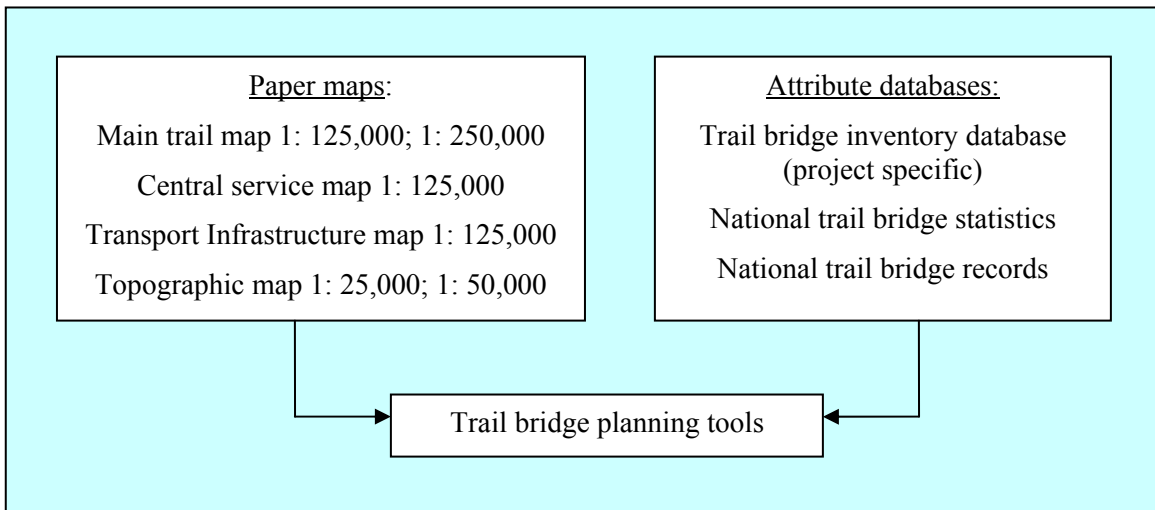 Paper maps:
Main trail map 1: 125,000; 1: 250,000
Central service map 1: 125,000
Transport Infrastructure map 1: 125,000
Topographic map 1: 25,000; 1: 50,000
Attribute databases:
Trail bridge inventory database
(project specific)
National trail bridge statistics
National trail bridge records
Trail bridge planning tools